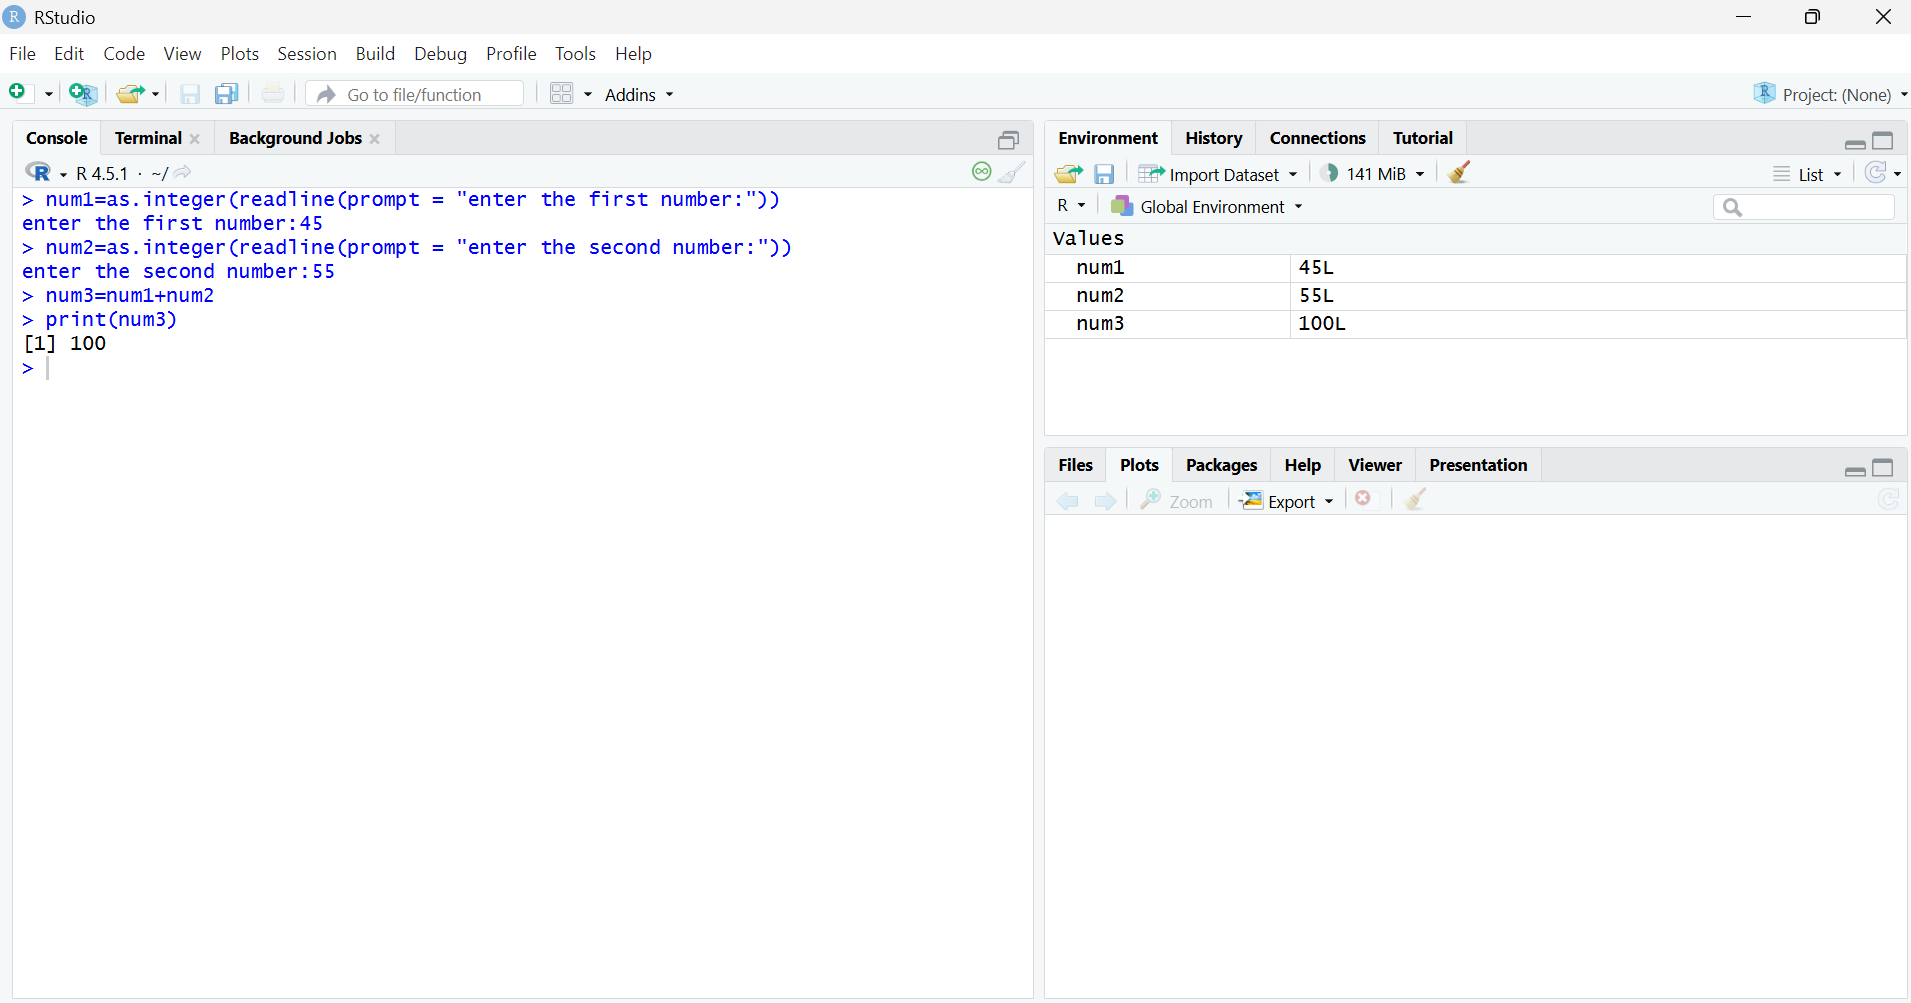 RStudio
File Edit Code View Plots Session Build Debug Profile Tools Help
Go to file/function Addins Project: (None)
Console Terminal Background Jobs
R 4.5.1 · ~/
> num1=as.integer(readline(prompt = "enter the first number:"))
enter the first number:45
> num2=as.integer(readline(prompt = "enter the second number:"))
enter the second number:55
> num3=num1+num2
> print(num3)
[1] 100
>
Environment History Connections Tutorial
Import Dataset 141 MiB List
R Global Environment
Values
num1 45L
num2 55L
num3 100L
Files Plots Packages Help Viewer Presentation
Zoom Export